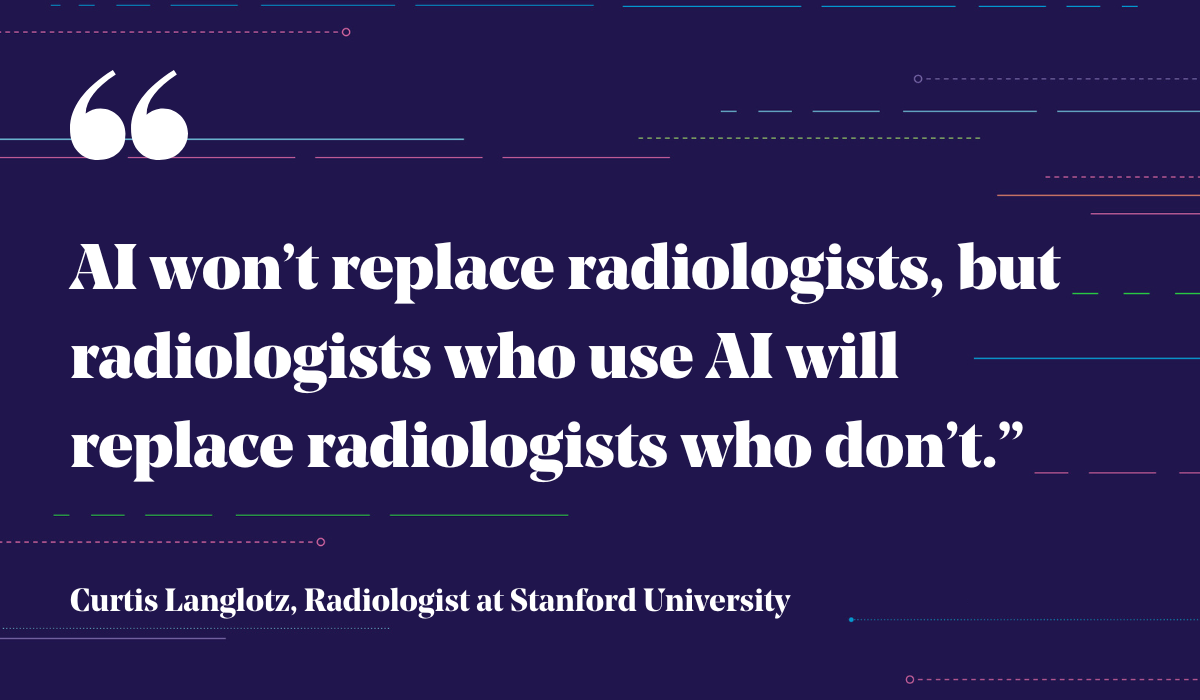 “
AI won’t replace radiologists, but
radiologists who use AI will
replace radiologists who don’t.”
Curtis Langlotz, Radiologist at Stanford University